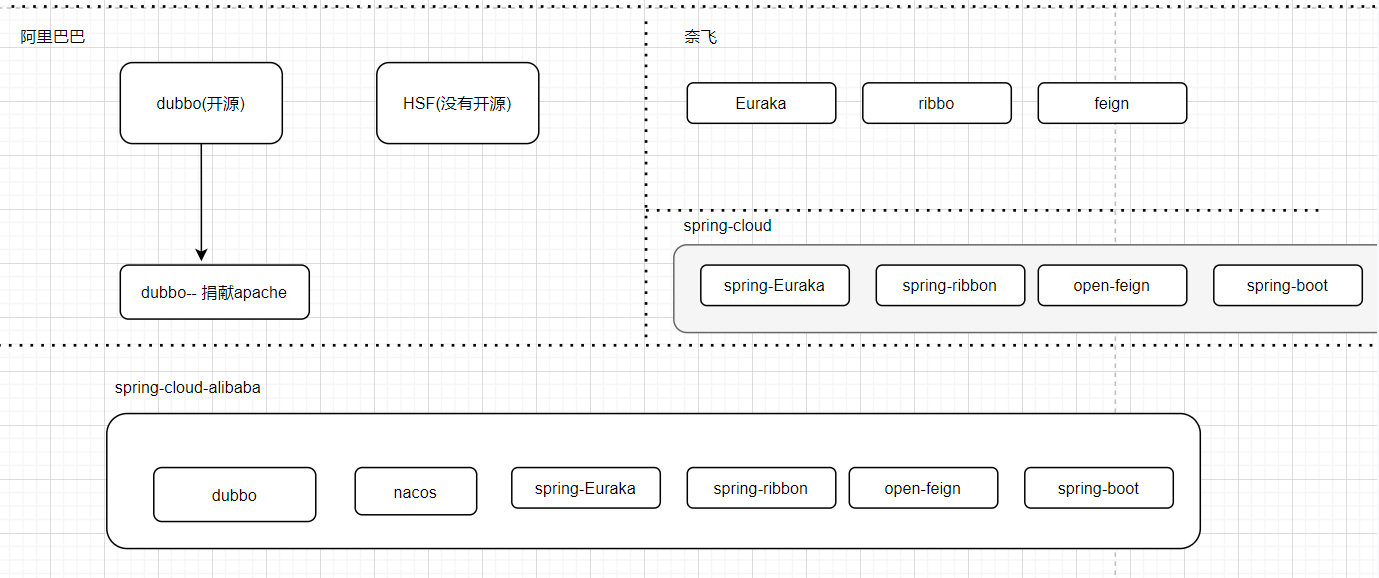 阿里巴巴
dubbo(开源)
HSF(没有开源)
dubbo-- 捐献apache
奈飞
Euraka
ribbo
feign
spring-cloud
spring-Euraka
spring-ribbon
open-feign
spring-boot
spring-cloud-alibaba
dubbo
nacos
spring-Euraka
spring-ribbon
open-feign
spring-boot